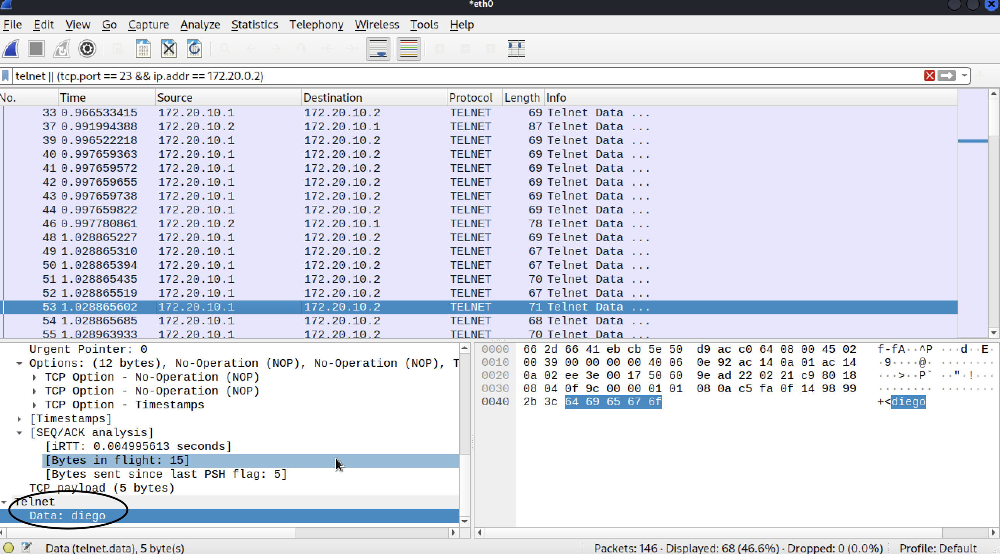 *eth0
File Edit View Go Capture Analyze Statistics Telephony Wireless Tools Help
telnet || (tcp.port == 23 && ip.addr == 172.20.0.2)
No. Time Source Destination Protocol Length Info
33 0.966533415 172.20.10.1 172.20.10.2 TELNET 69 Telnet Data ...
37 0.991994388 172.20.10.2 172.20.10.1 TELNET 87 Telnet Data ...
39 0.996522218 172.20.10.1 172.20.10.2 TELNET 69 Telnet Data ...
40 0.997659363 172.20.10.1 172.20.10.2 TELNET 69 Telnet Data ...
41 0.997659572 172.20.10.1 172.20.10.2 TELNET 69 Telnet Data ...
42 0.997659655 172.20.10.1 172.20.10.2 TELNET 69 Telnet Data ...
43 0.997659738 172.20.10.1 172.20.10.2 TELNET 69 Telnet Data ...
44 0.997659822 172.20.10.1 172.20.10.2 TELNET 69 Telnet Data ...
46 0.997780861 172.20.10.2 172.20.10.1 TELNET 78 Telnet Data ...
48 1.028865227 172.20.10.1 172.20.10.2 TELNET 69 Telnet Data ...
49 1.028865310 172.20.10.1 172.20.10.2 TELNET 67 Telnet Data ...
50 1.028865394 172.20.10.1 172.20.10.2 TELNET 67 Telnet Data ...
51 1.028865435 172.20.10.1 172.20.10.2 TELNET 70 Telnet Data ...
52 1.028865519 172.20.10.1 172.20.10.2 TELNET 67 Telnet Data ...
53 1.028865602 172.20.10.1 172.20.10.2 TELNET 71 Telnet Data ...
54 1.028865685 172.20.10.1 172.20.10.2 TELNET 68 Telnet Data ...
55 1.028963933 172.20.10.1 172.20.10.2 TELNET 70 Telnet Data ...
Urgent Pointer: 0
Options: (12 bytes), No-Operation (NOP), No-Operation (NOP), T
TCP Option - No-Operation (NOP)
TCP Option - No-Operation (NOP)
TCP Option - Timestamps
[Timestamps]
[SEQ/ACK analysis]
[iRTT: 0.004995613 seconds]
[Bytes in flight: 15]
[Bytes sent since last PSH flag: 5]
TCP payload (5 bytes)
Telnet
Data: diego
0000 66 2d 66 41 eb cb 5e 50 d9 ac c0 64 08 00 45 02 f-fA··^P ···d··E·
0010 00 39 00 00 00 00 40 06 0e 92 ac 14 0a 01 ac 14 ·9····@· ········
0020 0a 02 ee 3e 00 17 50 60 9e ad 22 02 21 c9 80 18 ···>··P` ··"·!···
0030 08 04 0f 9c 00 00 01 01 08 0a c5 fa 0f 14 98 99 ········ ········
0040 2b 3c 64 69 65 67 6f +<diego
Data (telnet.data), 5 byte(s)
Packets: 146 · Displayed: 68 (46.6%) · Dropped: 0 (0.0%)
Profile: Default